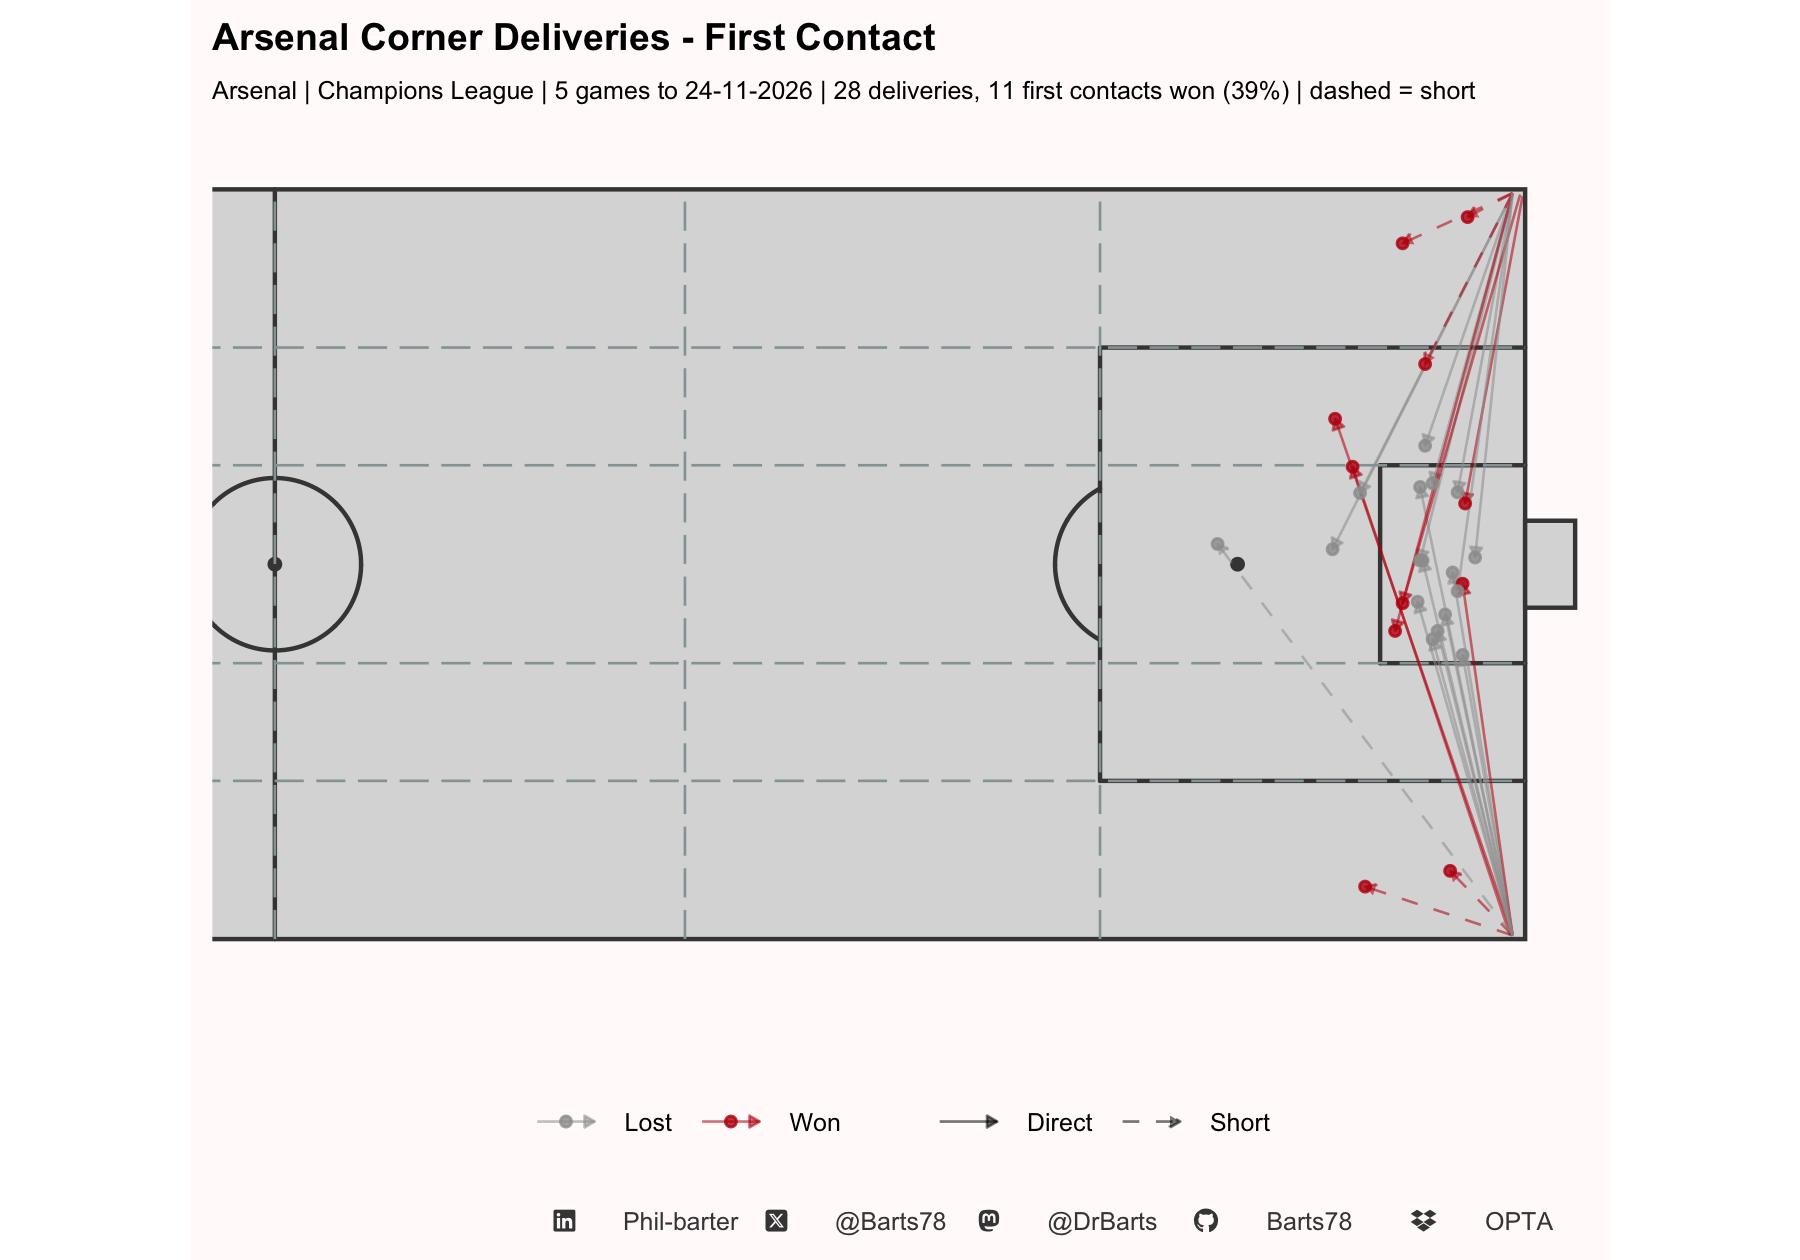 Arsenal Corner Deliveries - First Contact
Arsenal | Champions League | 5 games to 24-11-2026 | 28 deliveries, 11 first contacts won (39%) | dashed = short
Lost Won Direct Short
Phil-barter @Barts78 @DrBarts Barts78 OPTA